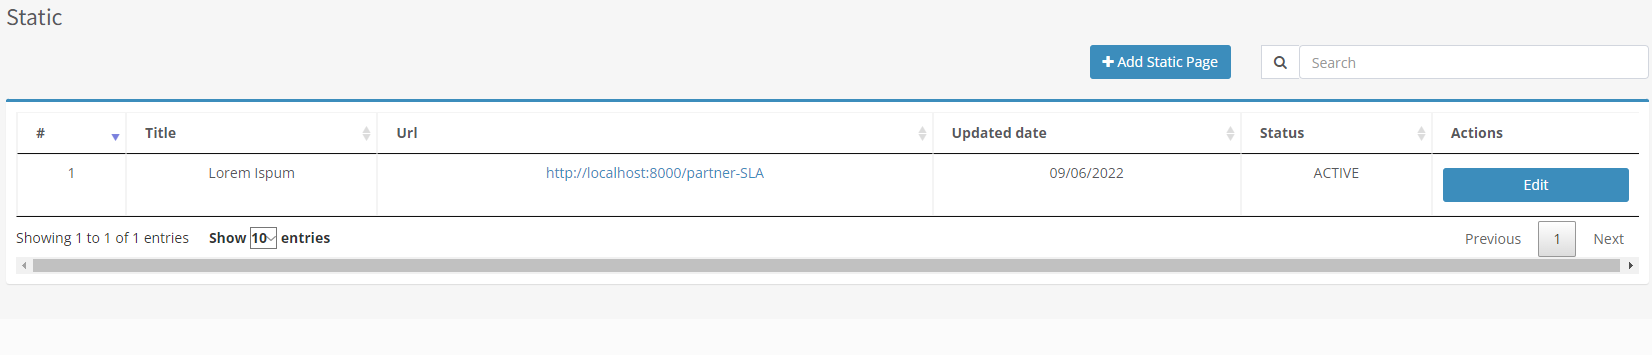 Static
Add Static Page
Search
# Title Url Updated date Status Actions
1 Lorem Ispum http://localhost:8000/partner-SLA 09/06/2022 ACTIVE Edit
Showing 1 to 1 of 1 entries Show 10 entries Previous 1 Next